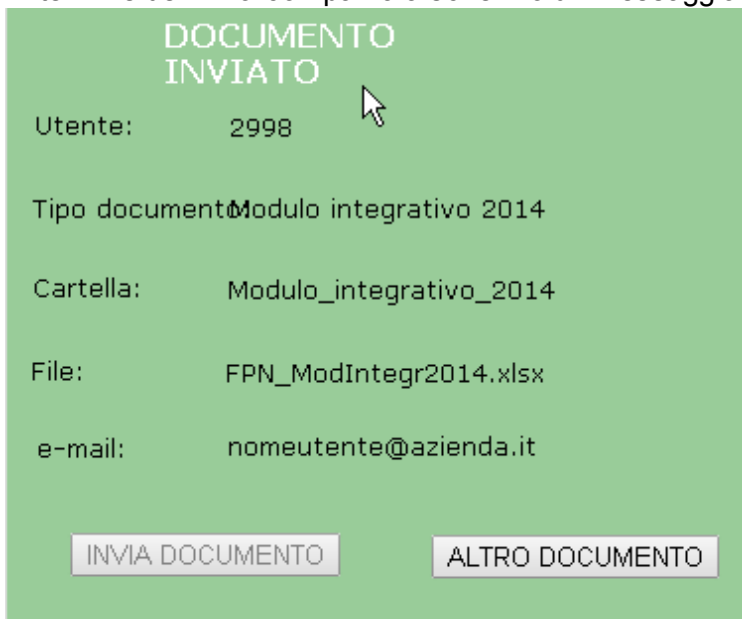 messaggio
DOCUMENTO
INVIATO
Utente: 2998
Tipo documento: Modulo integrativo 2014
Cartella: Modulo_integrativo_2014
File: FPN_ModIntegr2014.xlsx
e-mail: nomeutente@azienda.it
INVIA DOCUMENTO ALTRO DOCUMENTO